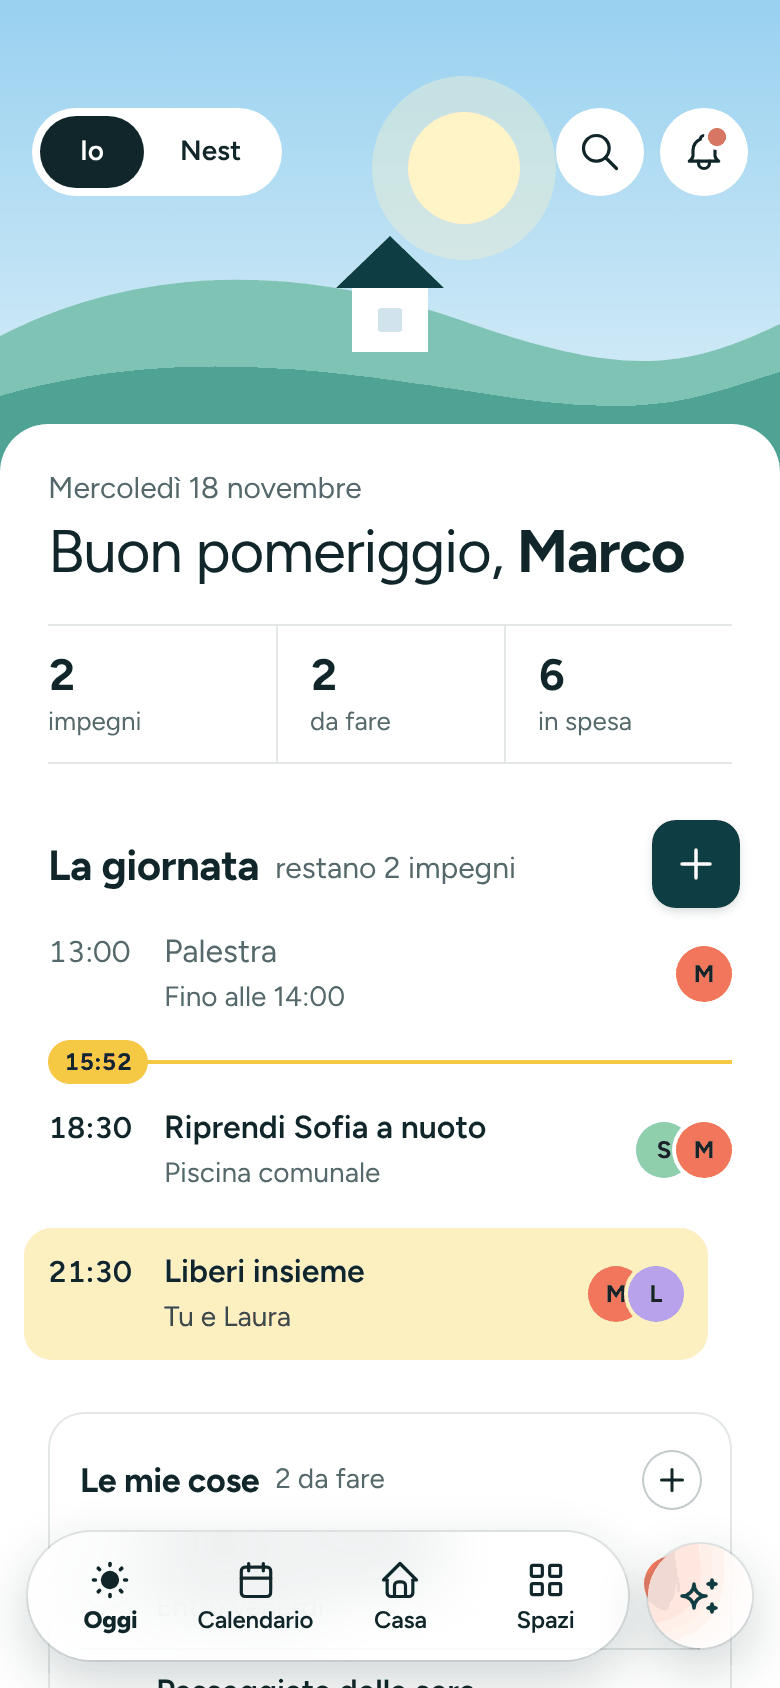 Io Nest
Mercoledì 18 novembre
Buon pomeriggio, Marco
2 2 6
impegni da fare in spesa
La giornata restano 2 impegni
13:00 Palestra
Fino alle 14:00
M
15:52
18:30 Riprendi Sofia a nuoto
Piscina comunale
S M
21:30 Liberi insieme
Tu e Laura
M L
Le mie cose 2 da fare
Oggi Calendario Casa Spazi